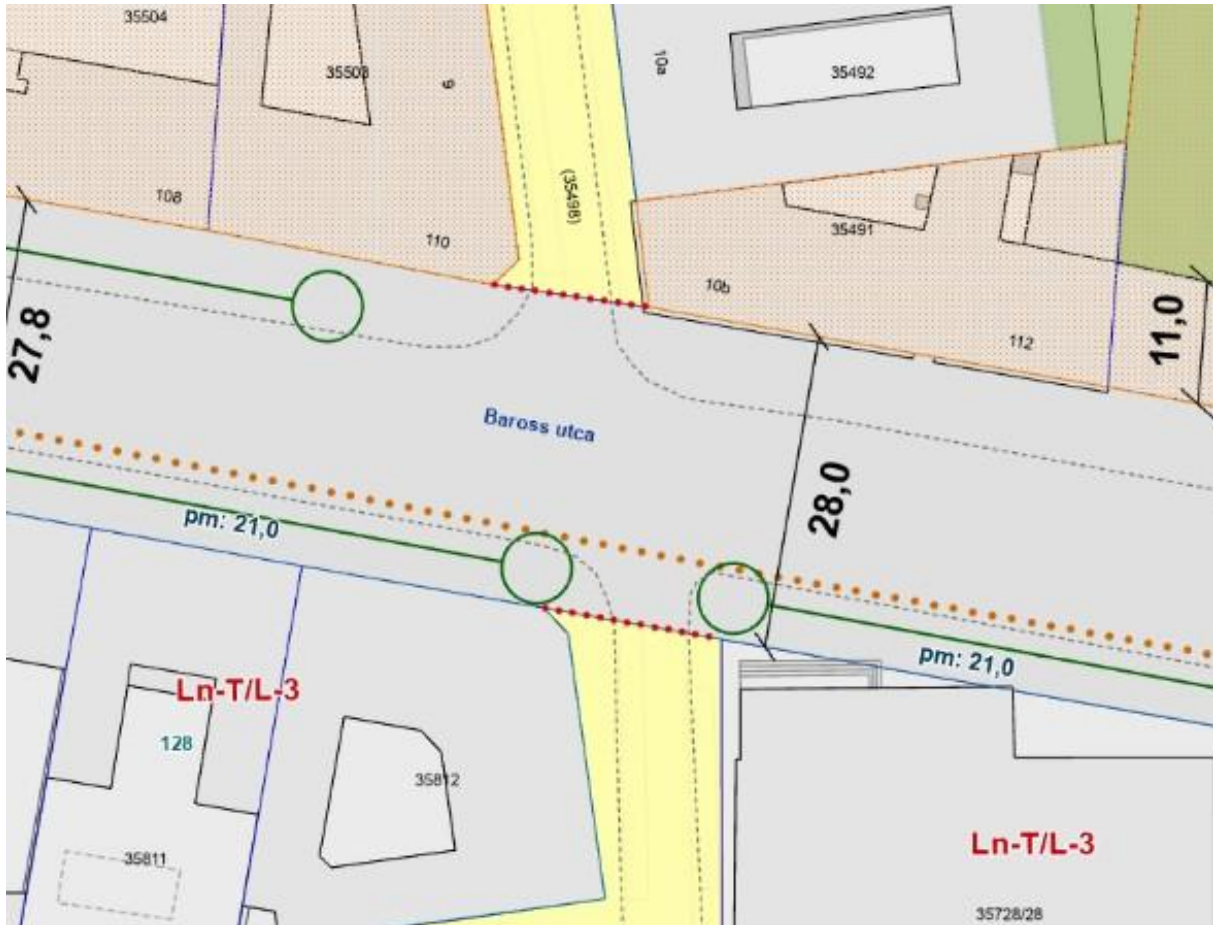 35504
35503
9
10a
35492
(35498)
108
110
35491
10b
112
11,0
27,8
Baross utca
28,0
pm: 21,0
pm: 21,0
Ln-T/L-3
128
35812
35811
Ln-T/L-3
35728/28